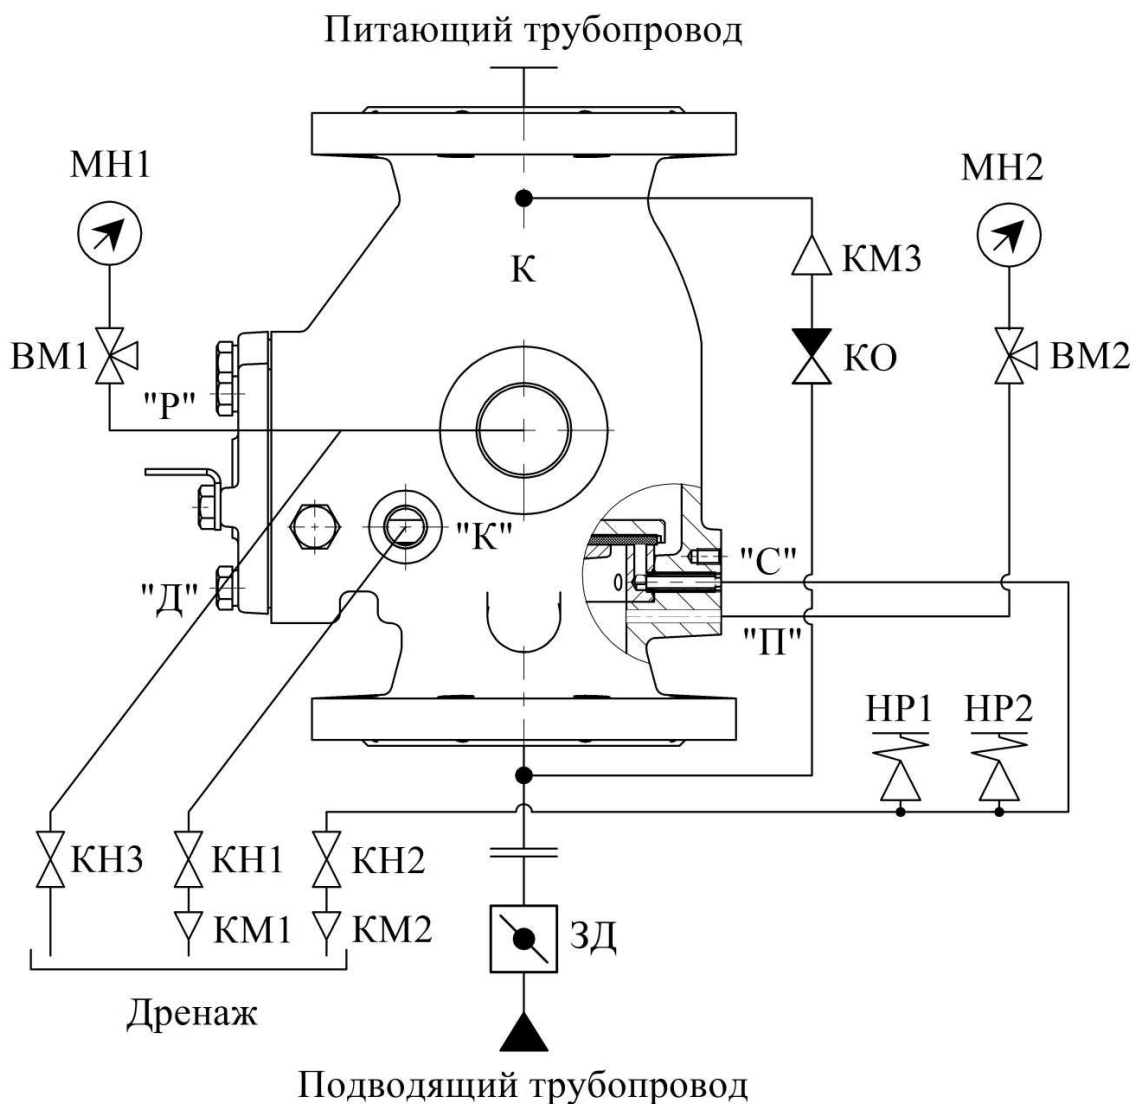 Питающий трубопровод
МН1
МН2
К
КМ3
ВМ1
КО
ВМ2
"Р"
"К"
"С"
"Д"
"П"
НР1
НР2
КН3
КН1
КН2
КМ1
КМ2
ЗД
Дренаж
Подводящий трубопровод